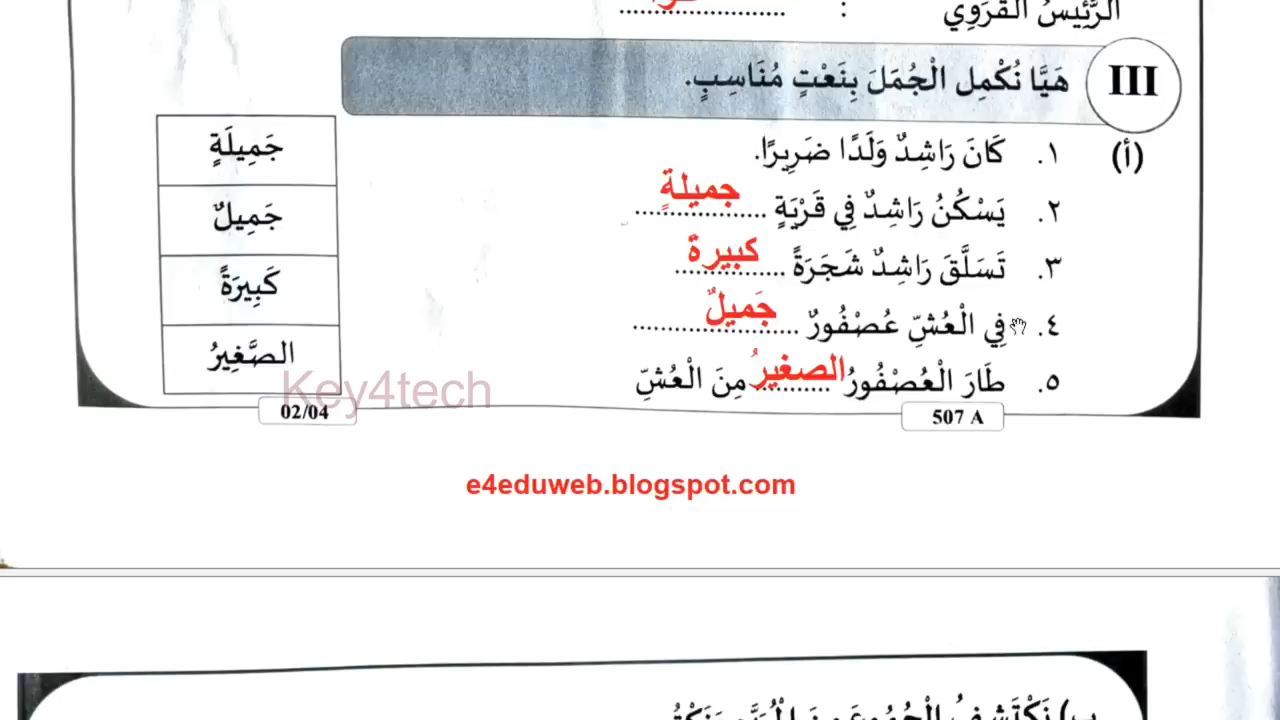 الرَّئِيسُ الْقَرَوِي : ....................
III هَيَّا نُكْمِلِ الْجُمَلَ بِنَعْتٍ مُنَاسِبٍ.
(أ) ١. كَانَ رَاشِدٌ وَلَدًا ضَرِيرًا.
٢. يَسْكُنُ رَاشِدٌ فِي قَرْيَةٍ جميلةٍ
٣. تَسَلَّقَ رَاشِدٌ شَجَرَةً كبيرةً
٤. فِي الْعُشِّ عُصْفُورٌ جَميلٌ
٥. طَارَ الْعُصْفُورُ الصغيرُ مِنَ الْعُشِّ
جَمِيلَةٍ
جَمِيلٌ
كَبِيرَةً
الصَّغِيرُ
Key4tech
02/04
507 A
e4eduweb.blogspot.com